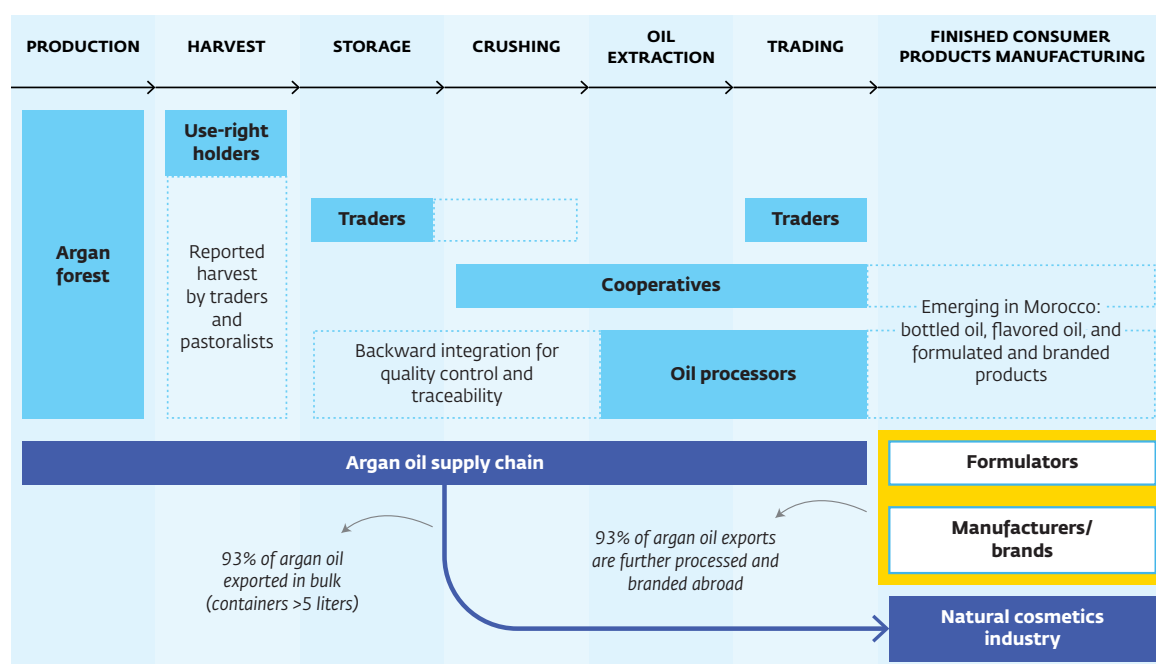 PRODUCTION
HARVEST
STORAGE
CRUSHING
OIL
EXTRACTION
TRADING
FINISHED CONSUMER
PRODUCTS MANUFACTURING
Argan
forest
Use-right
holders
Reported
harvest
by traders
and
pastoralists
Traders
Traders
Cooperatives
Backward integration for
quality control and
traceability
Oil processors
Emerging in Morocco:
bottled oil, flavored oil, and
formulated and branded
products
Argan oil supply chain
Formulators
Manufacturers/
brands
93% of argan oil
exported in bulk
(containers >5 liters)
93% of argan oil exports
are further processed and
branded abroad
Natural cosmetics
industry